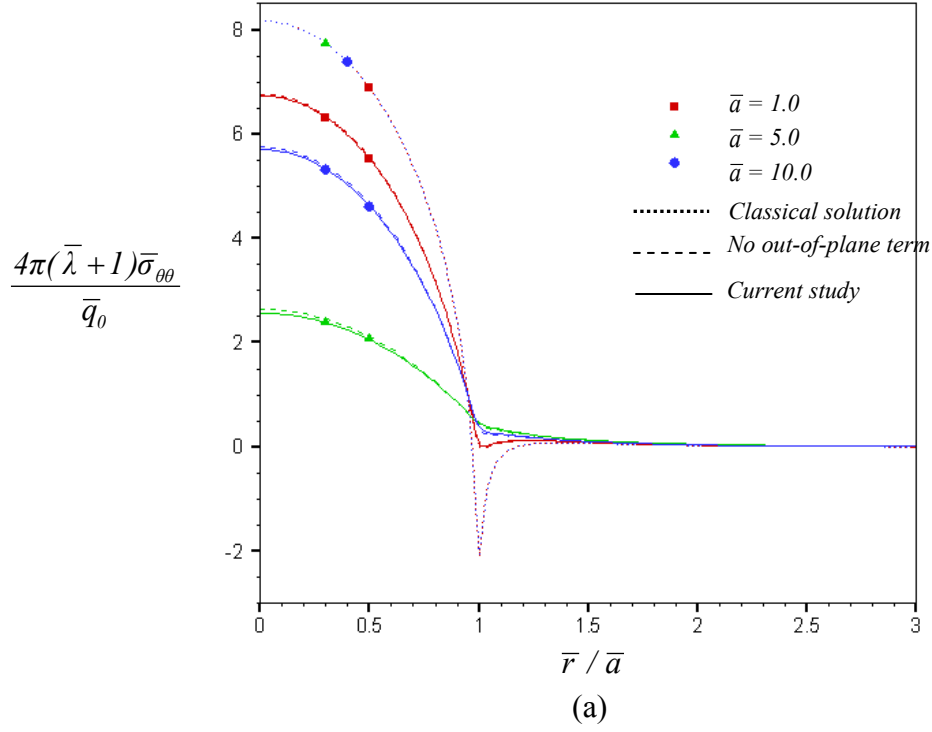 8
6
4
2
0
-2
0
0.5
1
1.5
2
2.5
3
4π(λ̅+1)σ̅θθ
q̅0
a̅ = 1.0
a̅ = 5.0
a̅ = 10.0
Classical solution
No out-of-plane term
Current study
r̅ / a̅
(a)